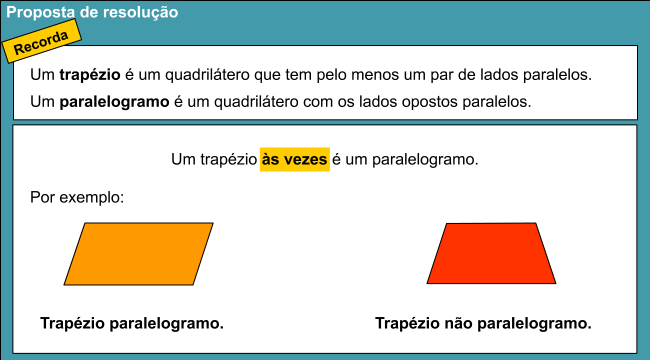 Proposta de resolução
Recorda
Um trapézio é um quadrilátero que tem pelo menos um par de lados paralelos.
Um paralelogramo é um quadrilátero com os lados opostos paralelos.
Um trapézio às vezes é um paralelogramo.
Por exemplo:
Trapézio paralelogramo.
Trapézio não paralelogramo.